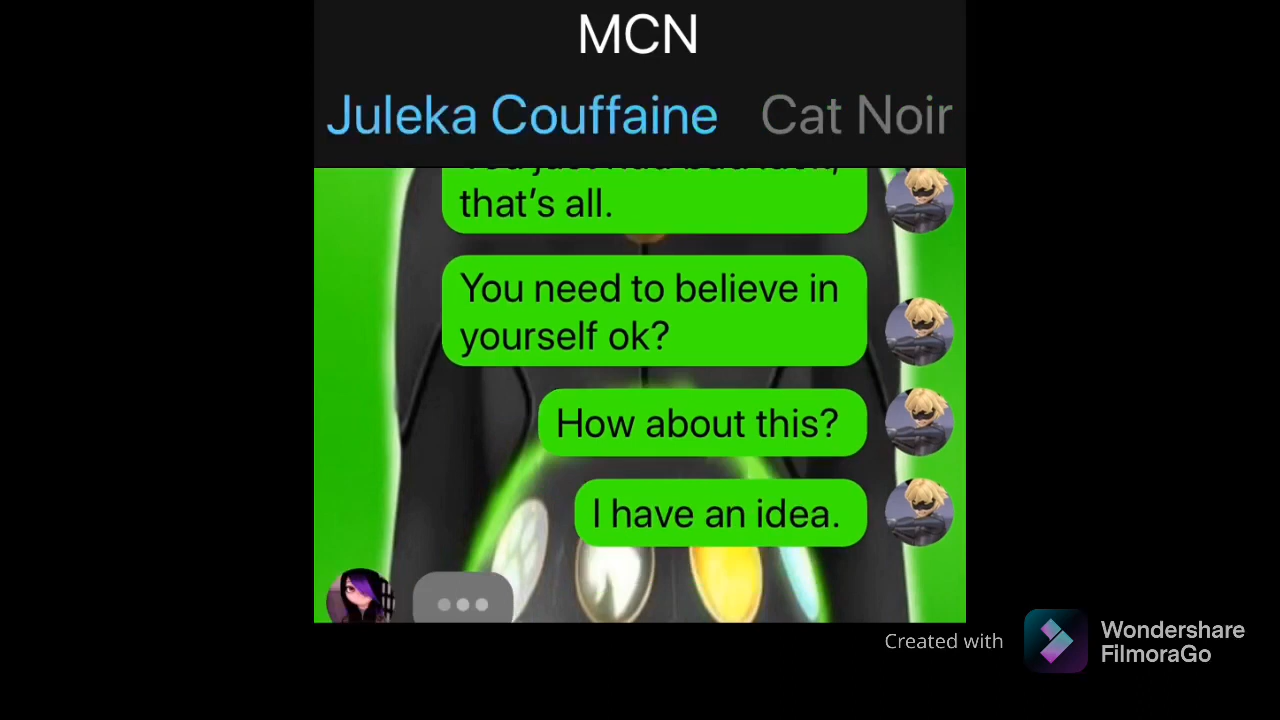 MCN
Juleka Couffaine Cat Noir
that's all.
You need to believe in
yourself ok?
How about this?
I have an idea.
Created with
Wondershare
FilmoraGo